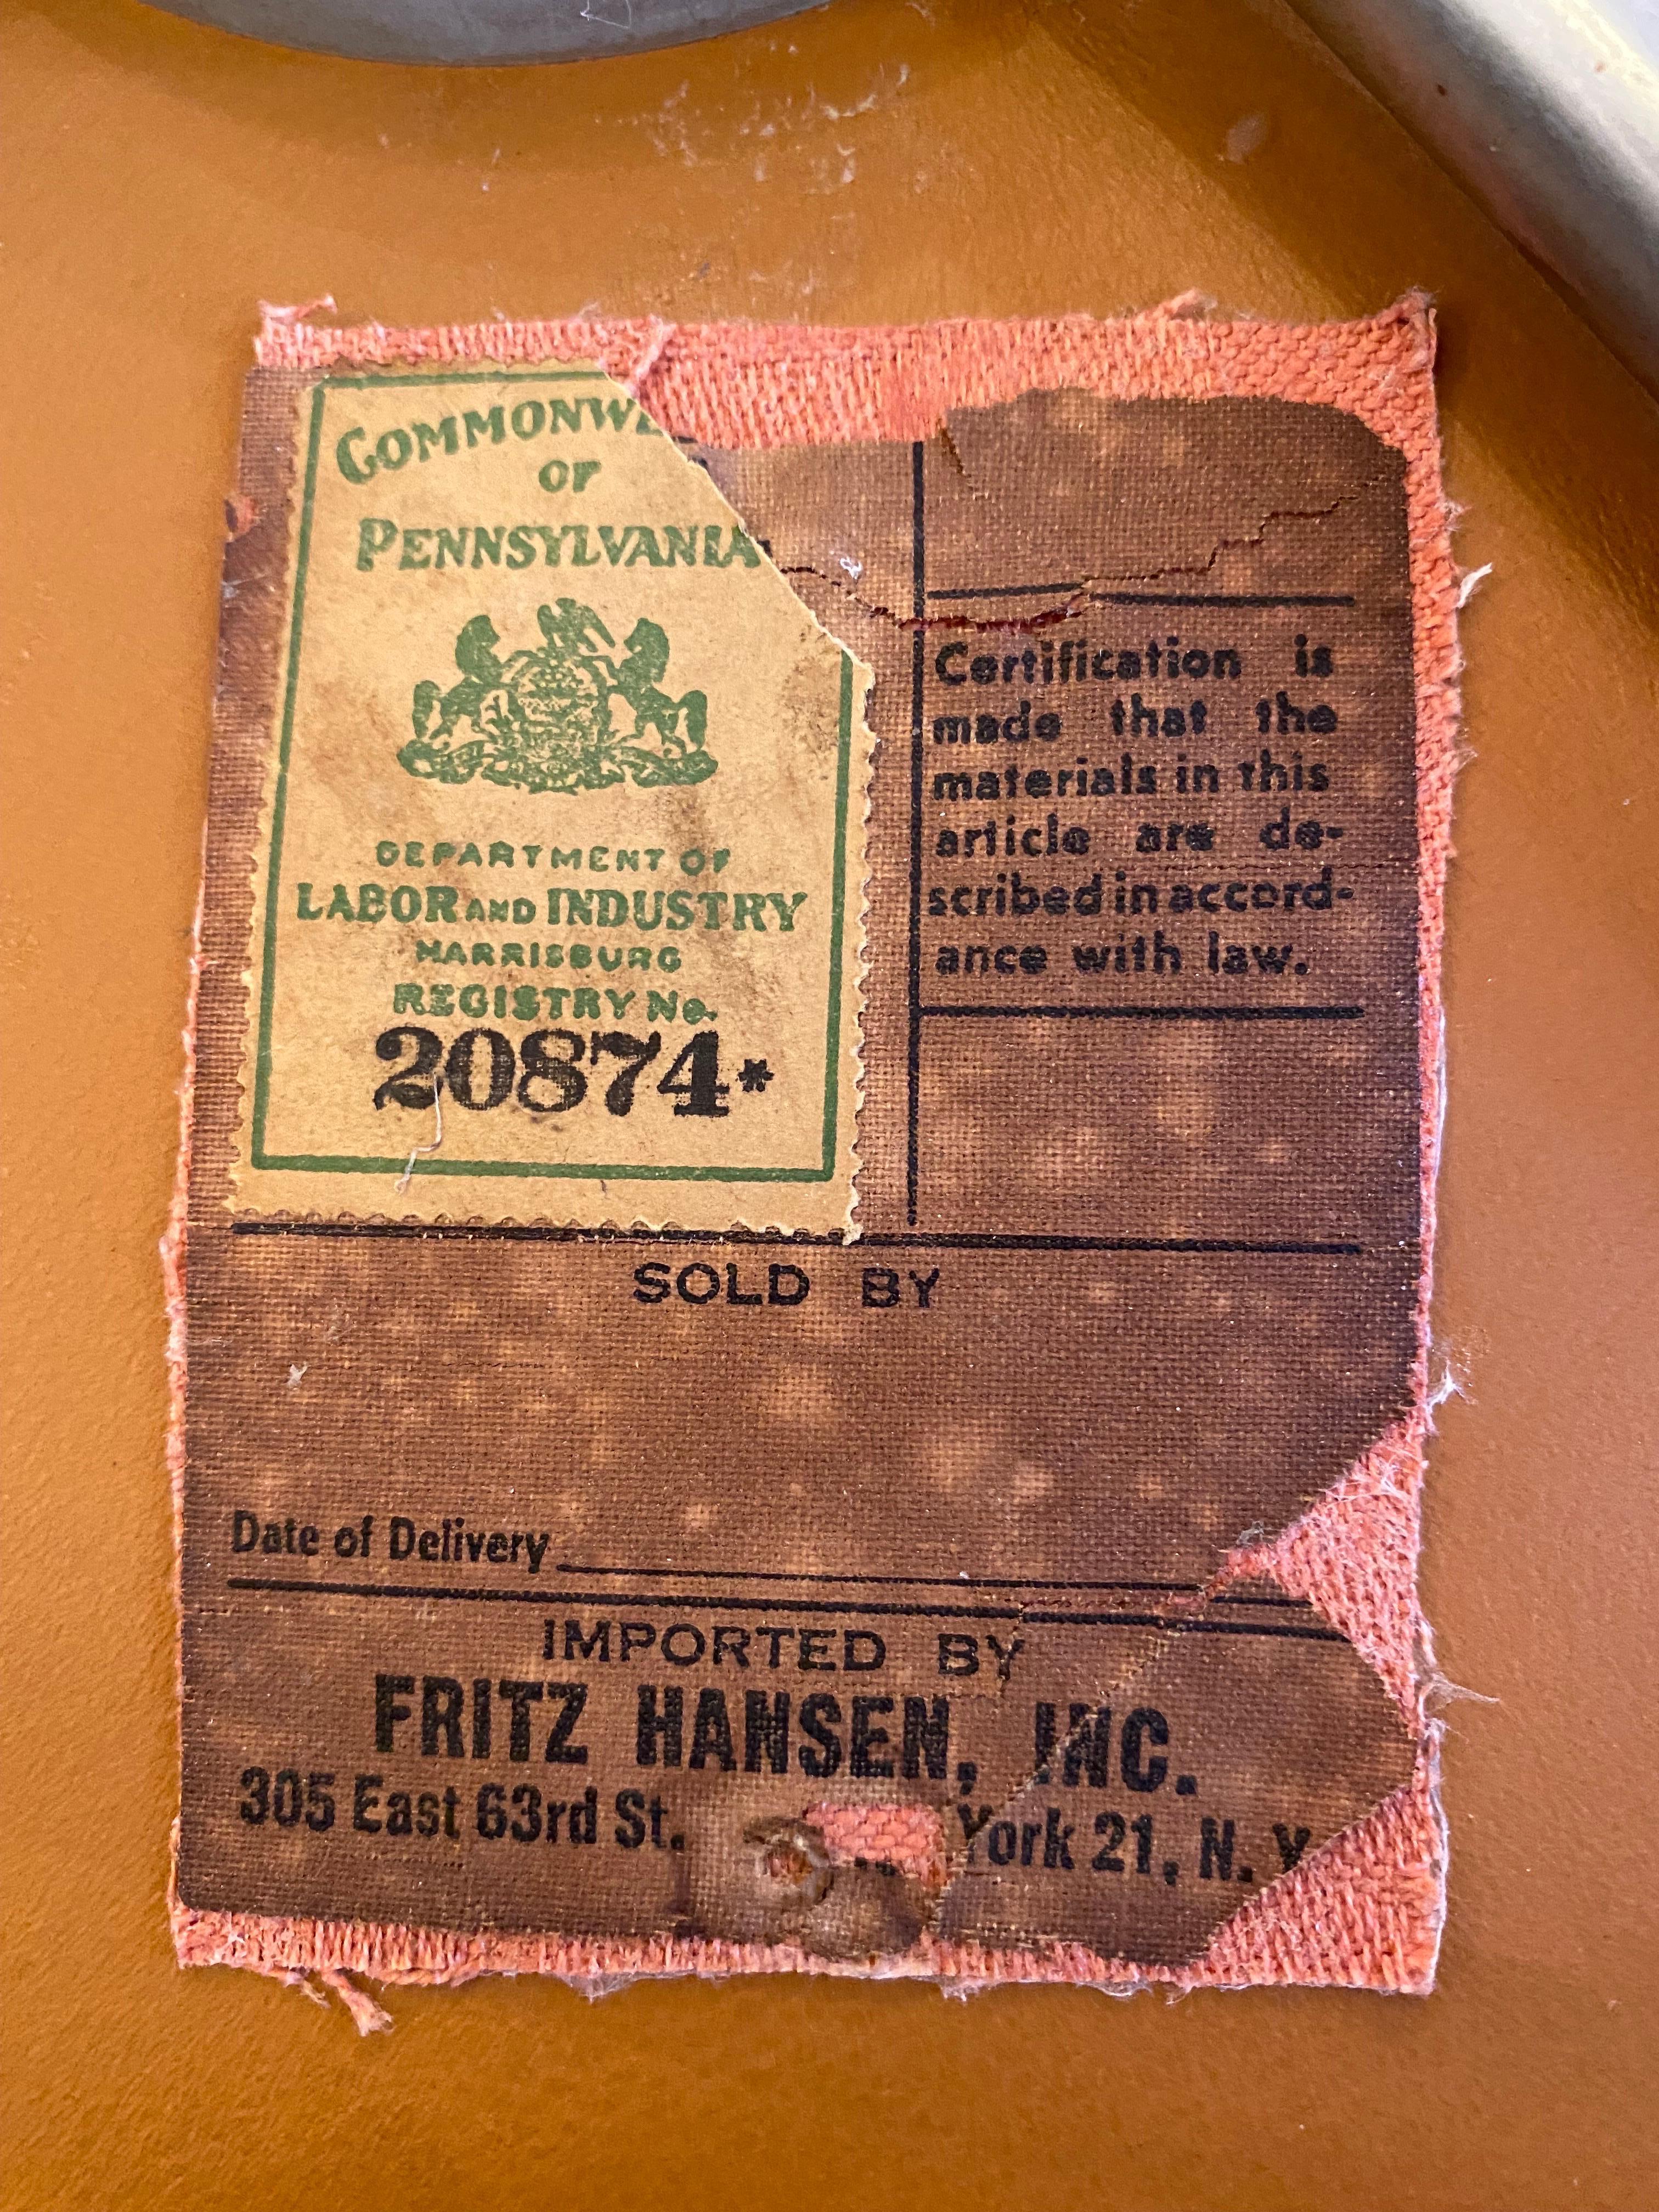 COMMONWE
OF
PENNSYLVANIA
DEPARTMENT OF
LABOR AND INDUSTRY
HARRISBURG
REGISTRY No.
20874*
Certification is
made that the
materials in this
article are de-
scribed in accord-
ance with law.
SOLD BY
Date of Delivery
IMPORTED BY
FRITZ HANSEN, INC.
305 East 63rd St. York 21, N. Y.